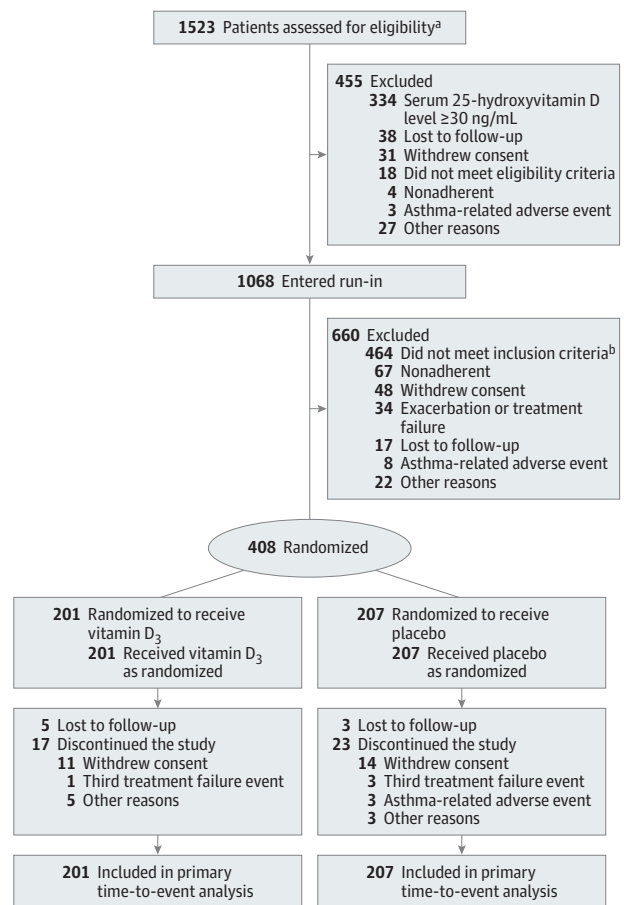 1523 Patients assessed for eligibilityᵃ
455 Excluded
334 Serum 25-hydroxyvitamin D
level ≥30 ng/mL
38 Lost to follow-up
31 Withdrew consent
18 Did not meet eligibility criteria
4 Nonadherent
3 Asthma-related adverse event
27 Other reasons
1068 Entered run-in
660 Excluded
464 Did not meet inclusion criteriaᵇ
67 Nonadherent
48 Withdrew consent
34 Exacerbation or treatment
failure
17 Lost to follow-up
8 Asthma-related adverse event
22 Other reasons
408 Randomized
201 Randomized to receive
vitamin D₃
201 Received vitamin D₃
as randomized
207 Randomized to receive
placebo
207 Received placebo
as randomized
5 Lost to follow-up
17 Discontinued the study
11 Withdrew consent
1 Third treatment failure event
5 Other reasons
3 Lost to follow-up
23 Discontinued the study
14 Withdrew consent
3 Third treatment failure event
3 Asthma-related adverse event
3 Other reasons
201 Included in primary
time-to-event analysis
207 Included in primary
time-to-event analysis